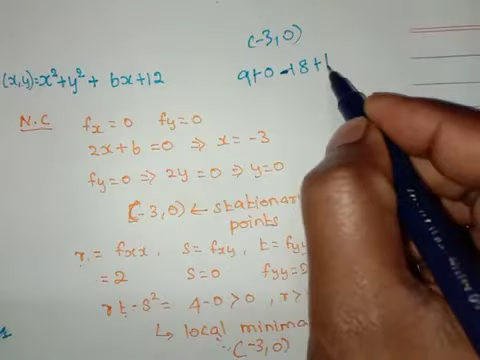 (-3,0)
(x,y)=x²+y² + 6x+12
9+0-18+1
N.C fx=0 fy=0
2x+6=0 ⇒ x=-3
fy=0 ⇒ 2y=0 ⇒ y=0
(-3,0) ← stationar
points
r = fxx, s=fxy, t=fyy
=2 s=0 fyy=2
rt-s² = 4-0>0, r>
↳ local minima
(-3,0)